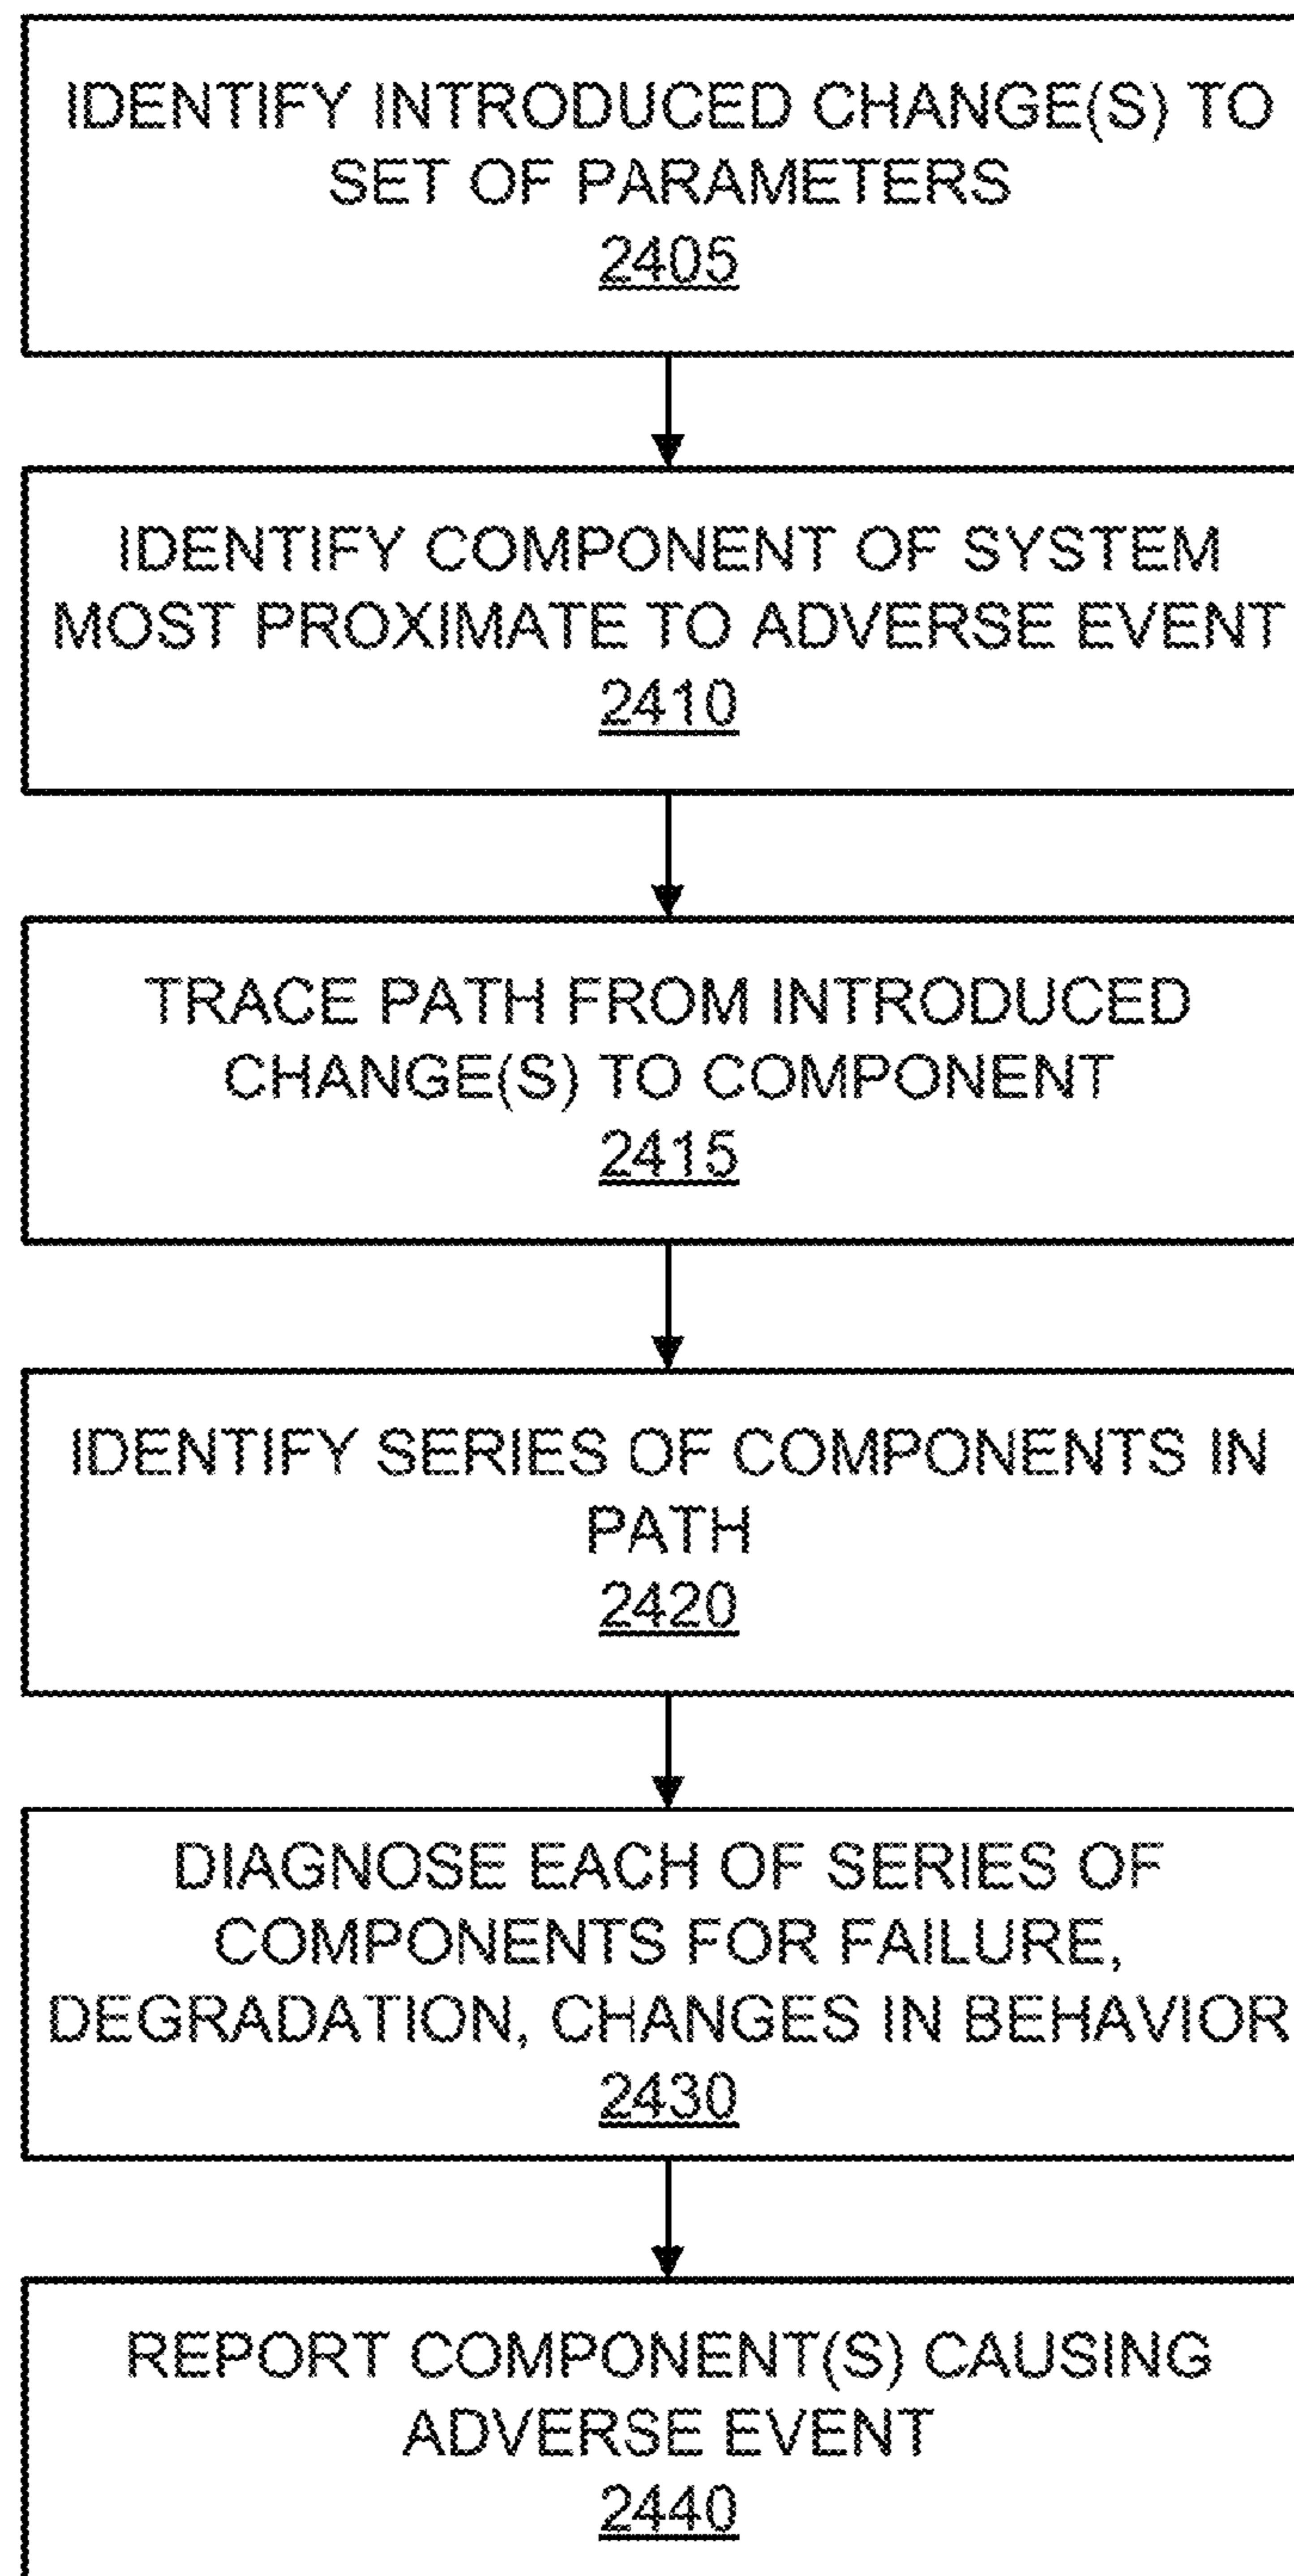 IDENTIFY INTRODUCED CHANGE(S) TO
SET OF PARAMETERS
2405
IDENTIFY COMPONENT OF SYSTEM
MOST PROXIMATE TO ADVERSE EVENT
2410
TRACE PATH FROM INTRODUCED
CHANGE(S) TO COMPONENT
2415
IDENTIFY SERIES OF COMPONENTS IN
PATH
2420
DIAGNOSE EACH OF SERIES OF
COMPONENTS FOR FAILURE,
DEGRADATION, CHANGES IN BEHAVIOR
2430
REPORT COMPONENT(S) CAUSING
ADVERSE EVENT
2440